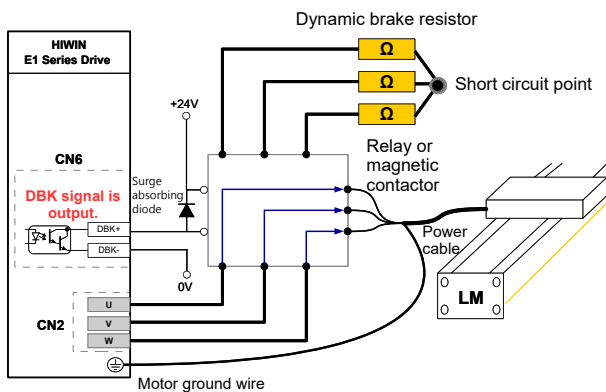 HIWIN
E1 Series Drive
CN6
DBK signal is
output.
DBK+
DBK-
CN2
U
V
W
+24V
Surge
absorbing
diode
0V
Dynamic brake resistor
Ω
Ω
Ω
Short circuit point
Relay or
magnetic
contactor
Power
cable
LM
Motor ground wire